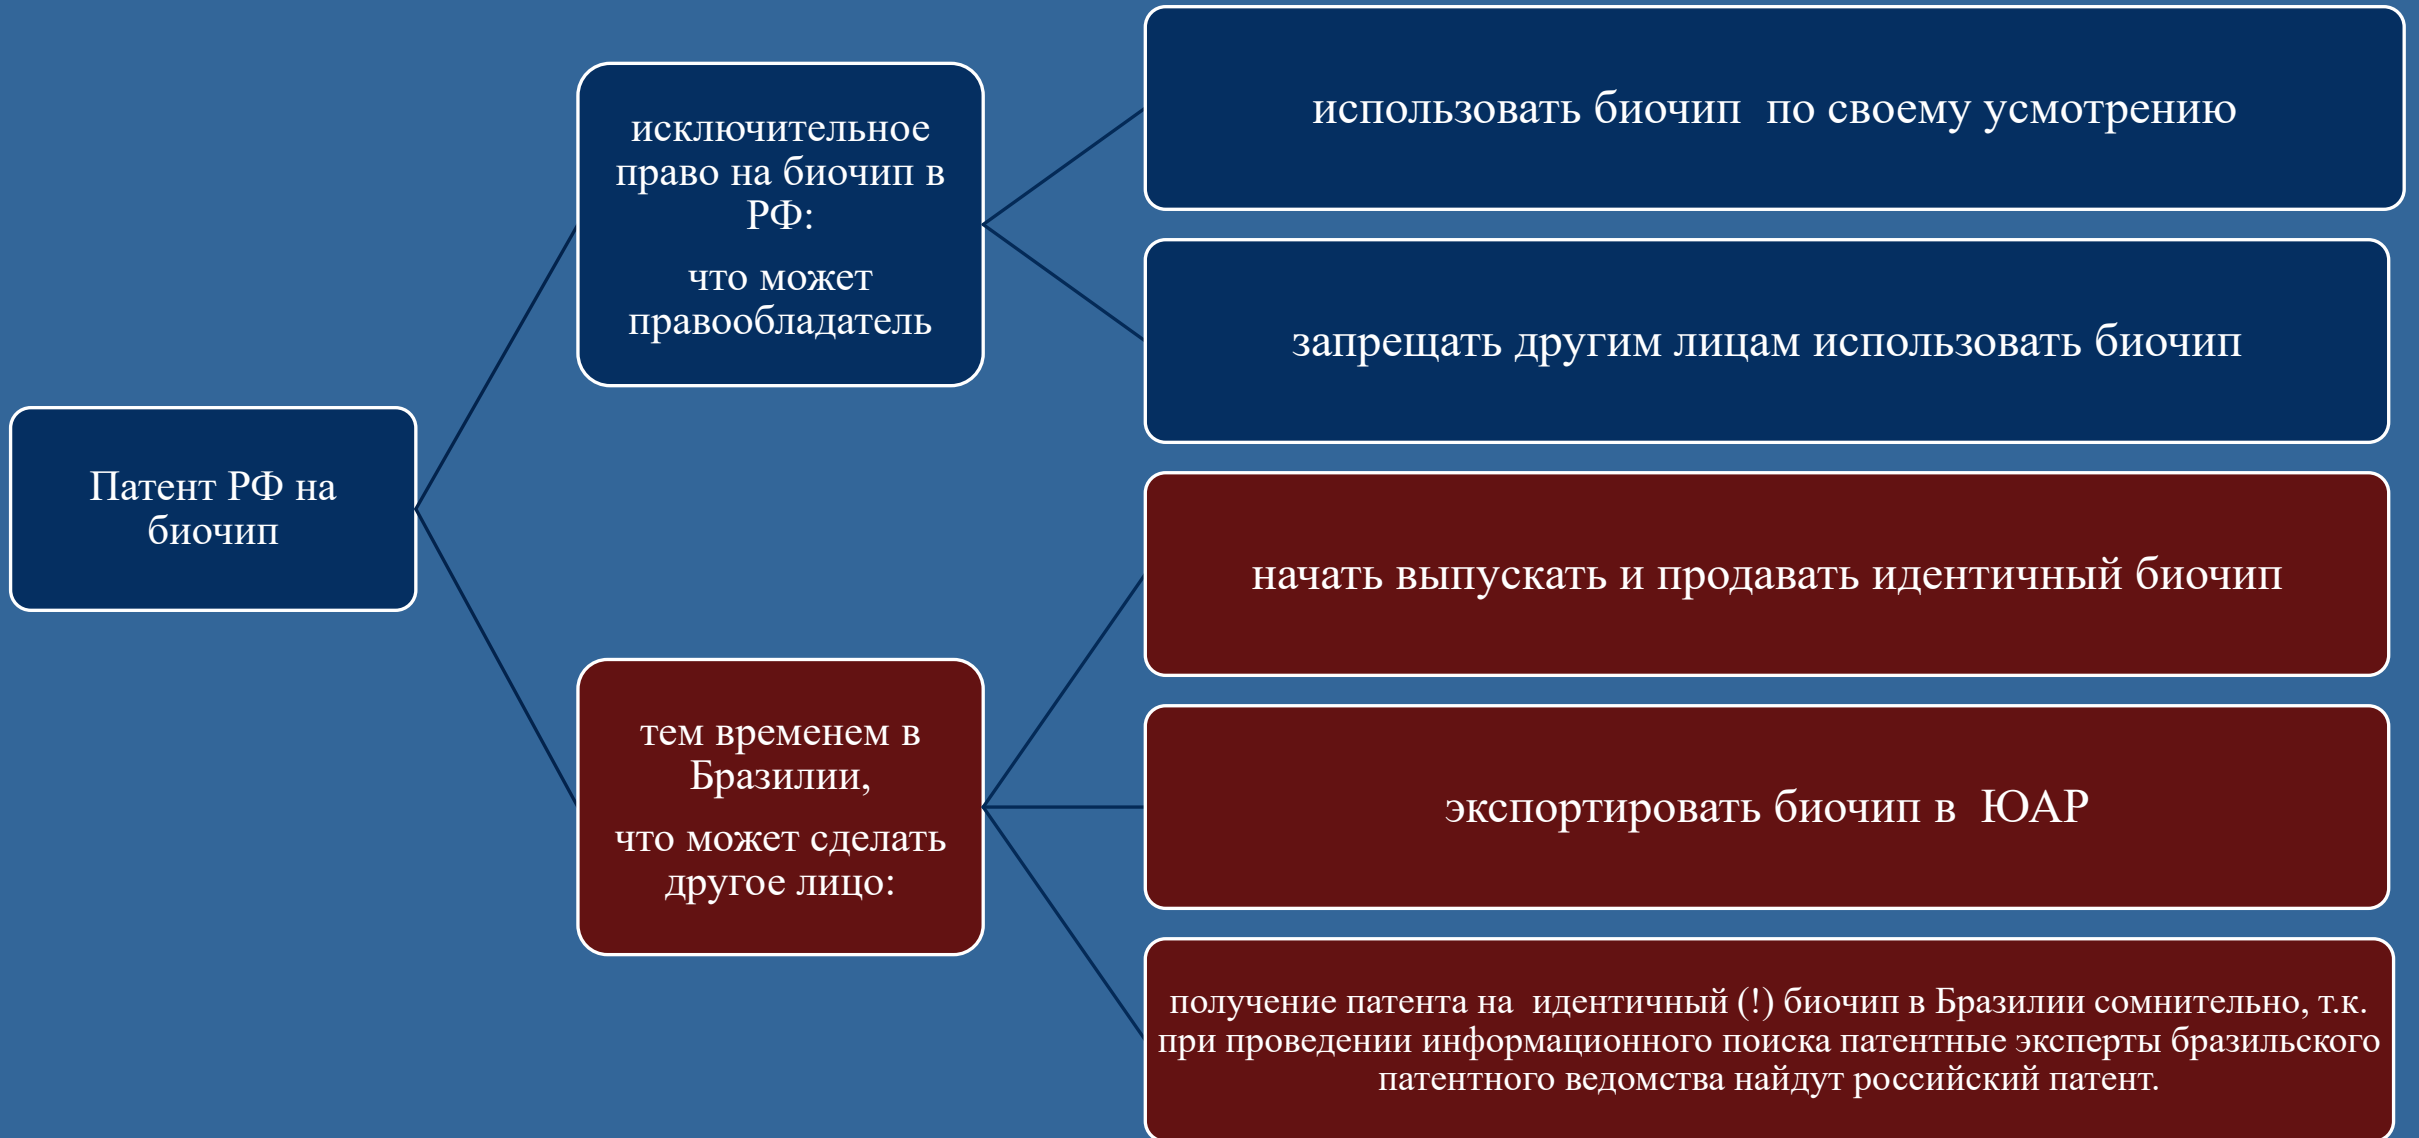 Патент РФ на
биочип
исключительное
право на биочип в
РФ:
что может
правообладатель
использовать биочип  по своему усмотрению
запрещать другим лицам использовать биочип
тем временем в
Бразилии,
что может сделать
другое лицо:
начать выпускать и продавать идентичный биочип
экспортировать биочип в  ЮАР
получение патента на  идентичный (!) биочип в Бразилии сомнительно, т.к.
при проведении информационного поиска патентные эксперты бразильского
патентного ведомства найдут российский патент.